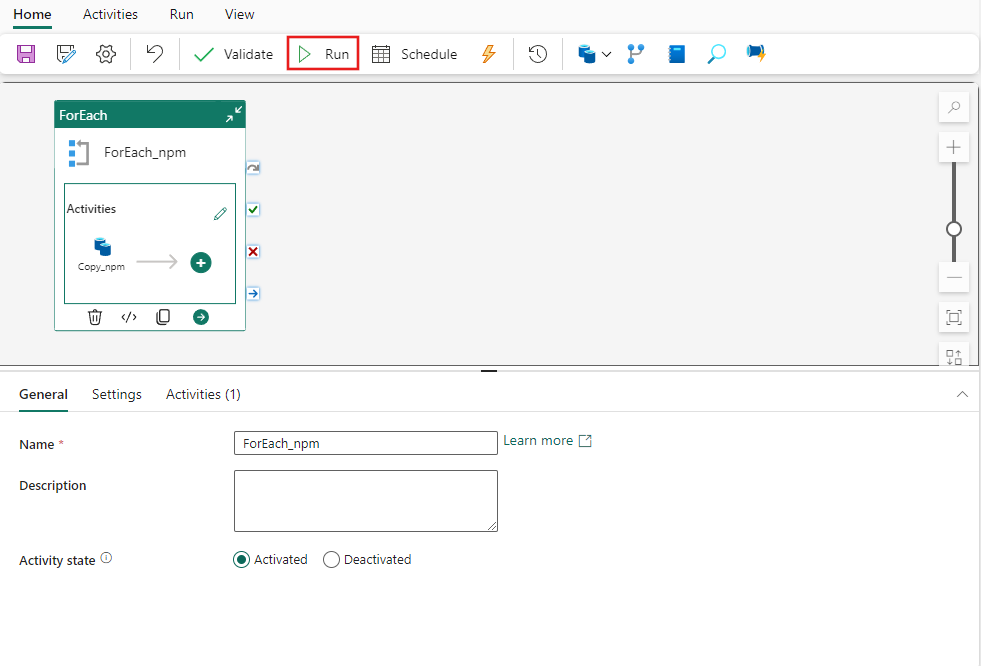 Home Activities Run View
Validate Run Schedule
ForEach
ForEach_npm
Activities
Copy_npm
General Settings Activities (1)
Name * ForEach_npm Learn more
Description
Activity state Activated Deactivated